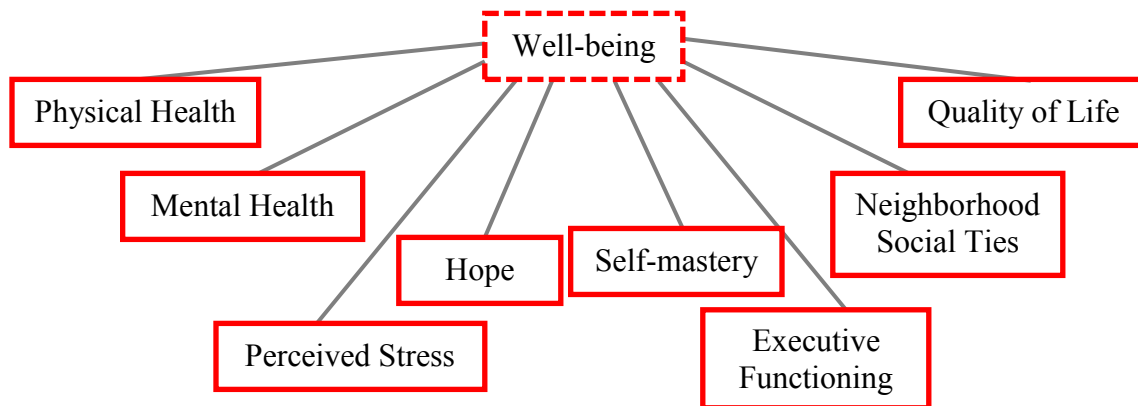 Well-being
Physical Health
Quality of Life
Mental Health
Neighborhood
Social Ties
Hope
Self-mastery
Perceived Stress
Executive
Functioning